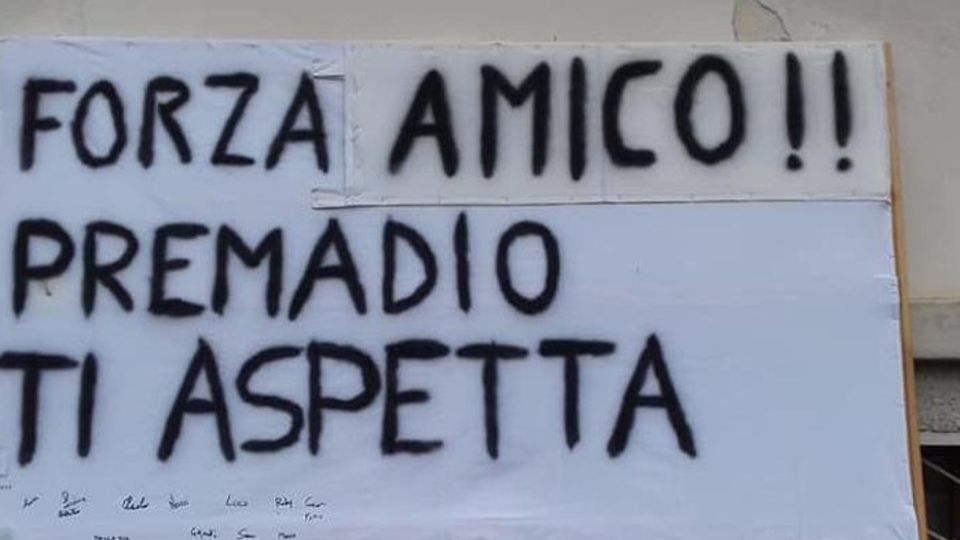 FORZA AMICO!!
PREMADIO
TI ASPETTA